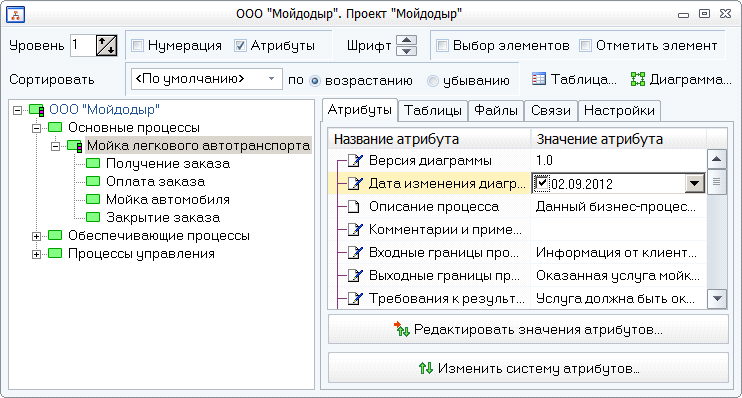 ООО "Мойдодыр". Проект "Мойдодыр"
Уровень 1 Нумерация Атрибуты Шрифт Выбор элементов Отметить элемент
Сортировать <По умолчанию> по возрастанию убыванию Таблица... Диаграмма...
ООО "Мойдодыр"
Основные процессы
Мойка легкового автотранспорта
Получение заказа
Оплата заказа
Мойка автомобиля
Закрытие заказа
Обеспечивающие процессы
Процессы управления
Атрибуты Таблицы Файлы Связи Настройки
Название атрибута Значение атрибута
Версия диаграммы 1.0
Дата изменения диагр... 02.09.2012
Описание процесса Данный бизнес-процес...
Комментарии и приме...
Входные границы про... Информация от клиент...
Выходные границы пр... Оказанная услуга мойк...
Требования к результ... Услуга должна быть ок...
Редактировать значения атрибутов...
Изменить систему атрибутов...